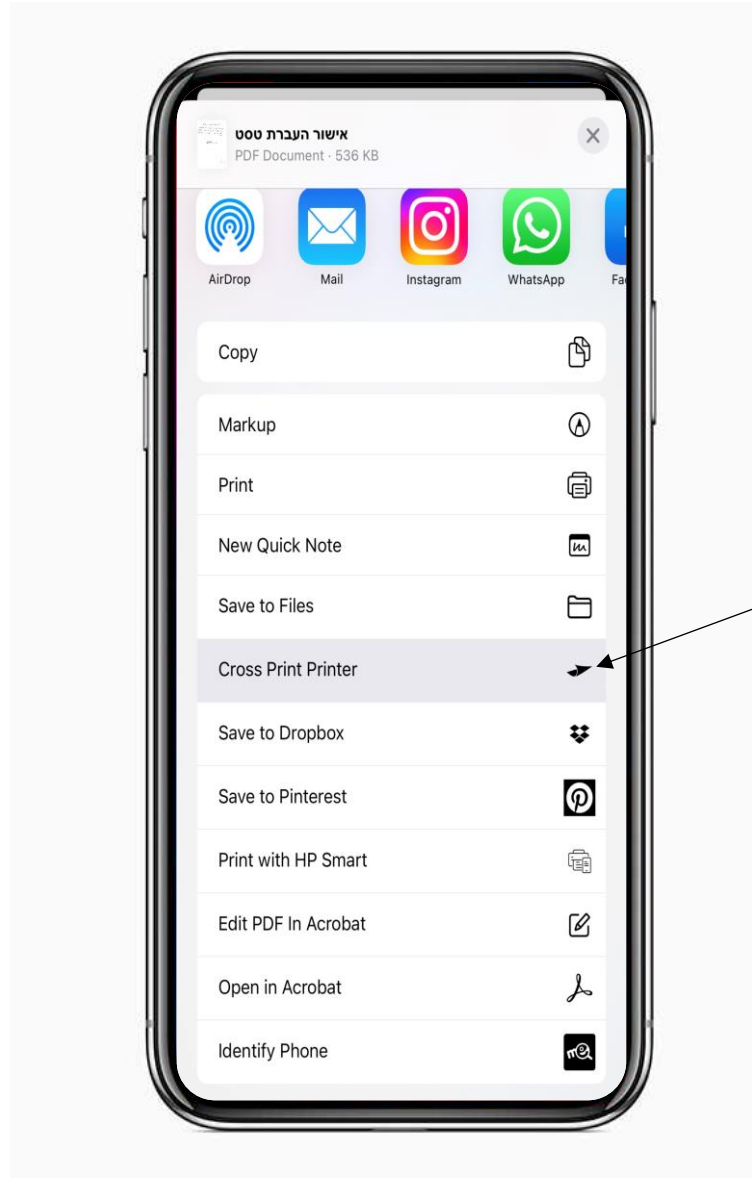 אישור העברת טסט
PDF Document · 536 KB
AirDrop Mail Instagram WhatsApp Fa
Copy
Markup
Print
New Quick Note
Save to Files
Cross Print Printer
Save to Dropbox
Save to Pinterest
Print with HP Smart
Edit PDF In Acrobat
Open in Acrobat
Identify Phone